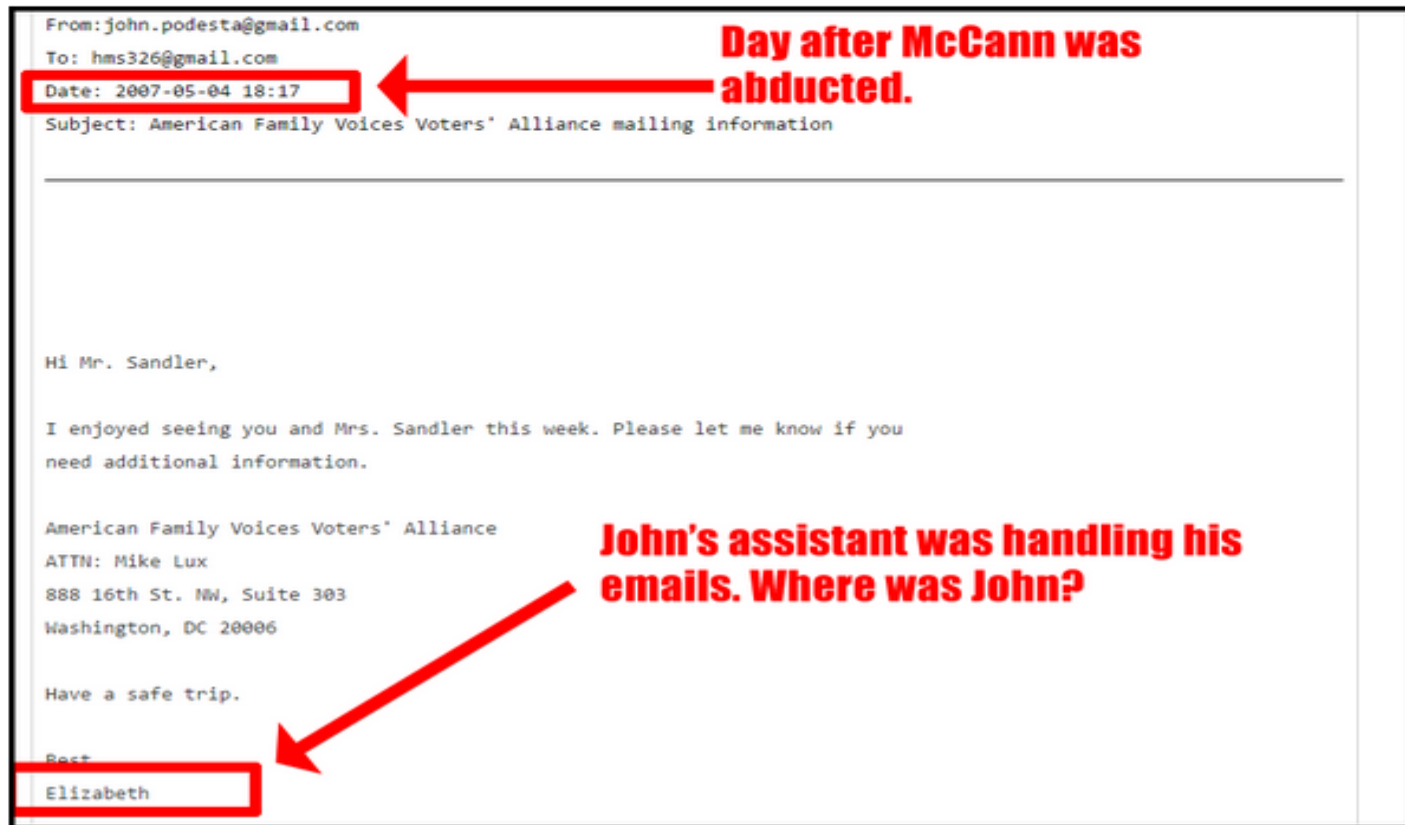 From:john.podesta@gmail.com
To: hms326@gmail.com
Date: 2007-05-04 18:17
Subject: American Family Voices Voters' Alliance mailing information
Day after McCann was
abducted.
Hi Mr. Sandler,
I enjoyed seeing you and Mrs. Sandler this week. Please let me know if you
need additional information.
American Family Voices Voters' Alliance
ATTN: Mike Lux
888 16th St. NW, Suite 303
Washington, DC 20006
John's assistant was handling his
emails. Where was John?
Have a safe trip.
Best
Elizabeth